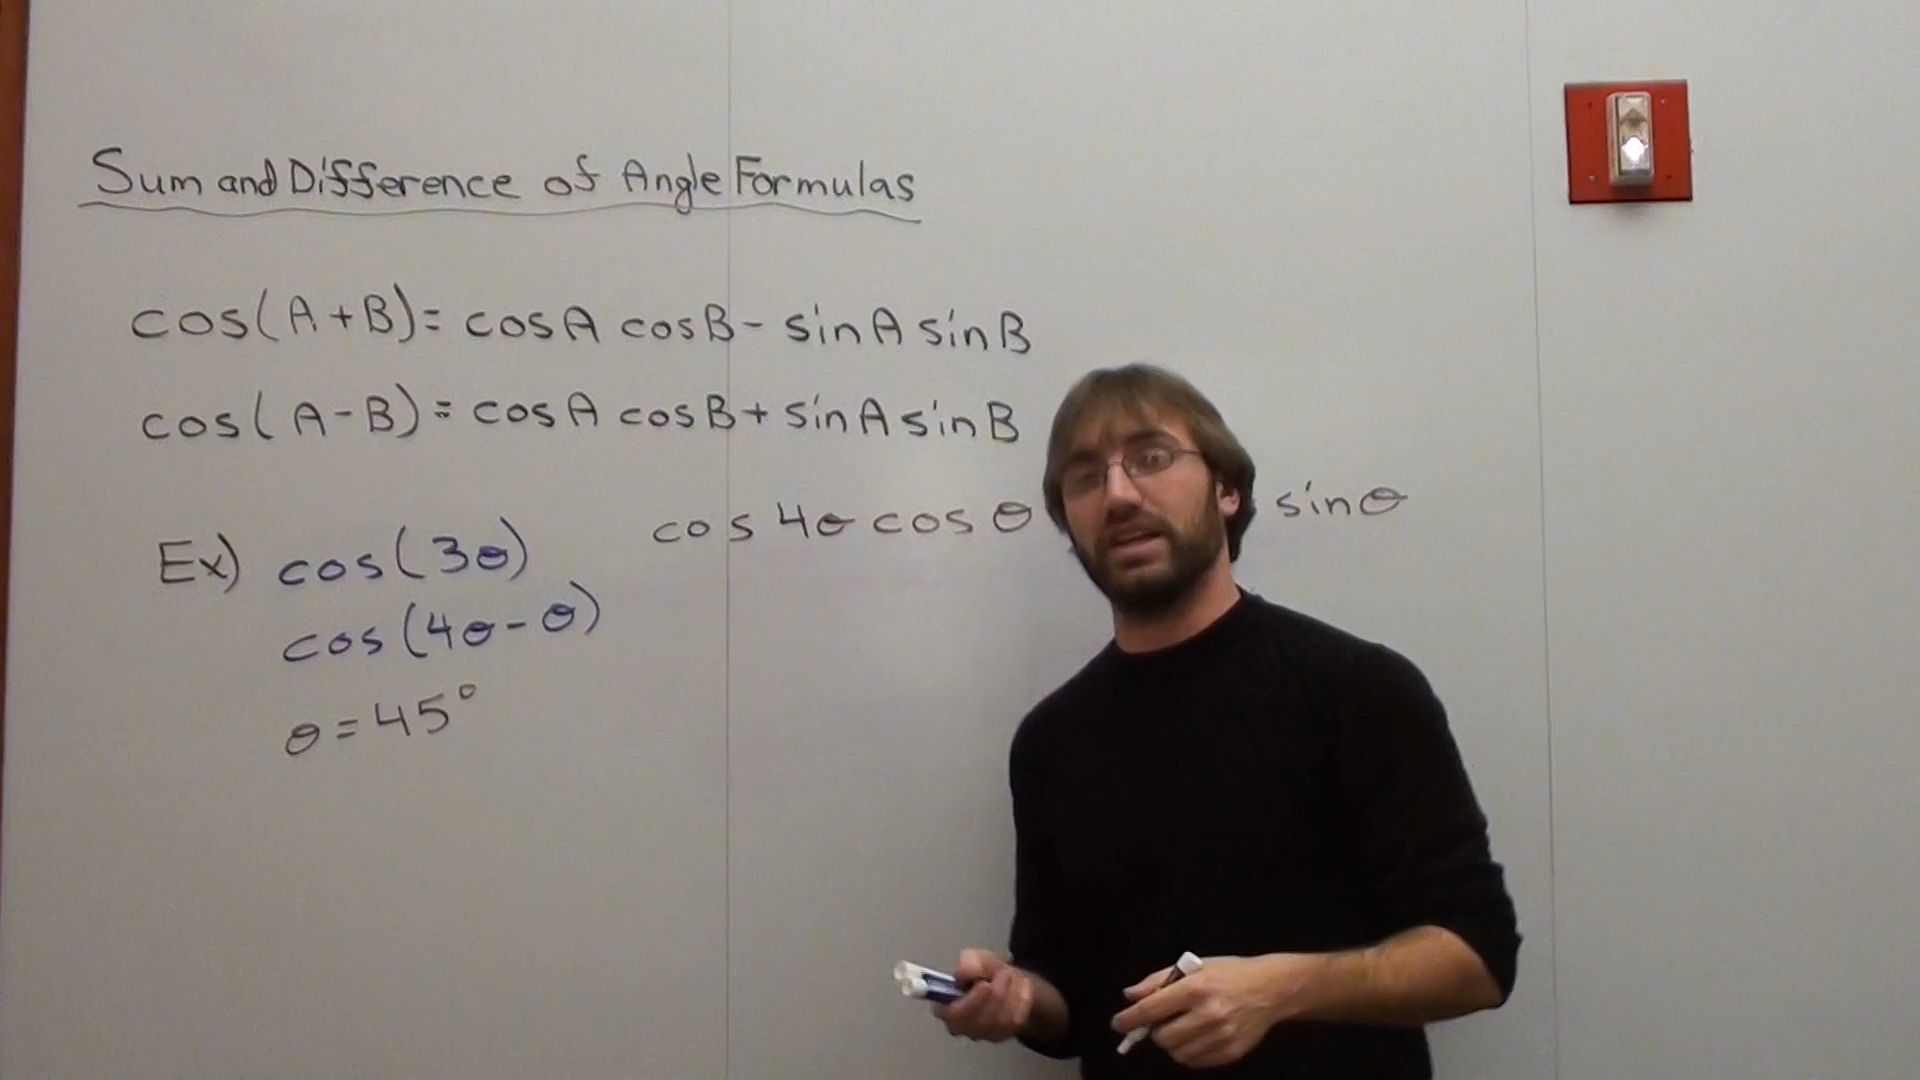 Sum and Difference of Angle Formulas
cos(A+B)= cosA cosB - sinA sinB
cos(A-B) = cosA cosB + sinA sinB
Ex) cos(3θ)
cos 4θ cos θ sinθ
cos(4θ-θ)
θ = 45°